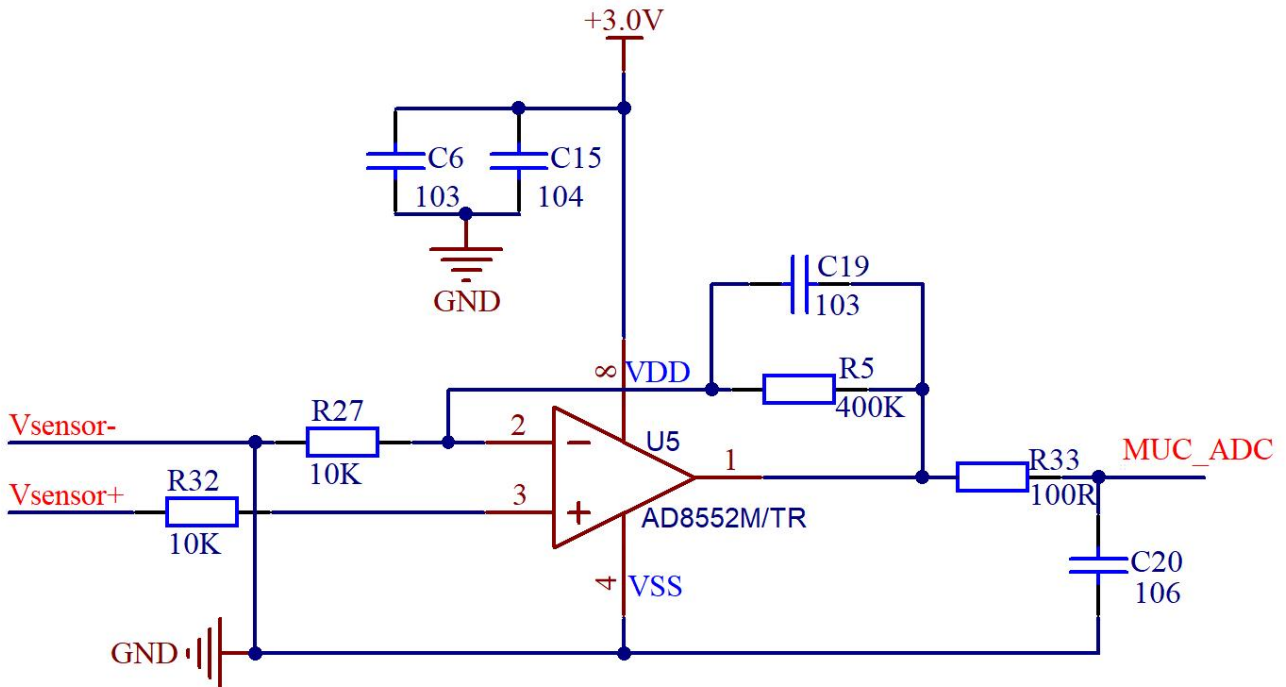 +3.0V
C6
103
C15
104
GND
C19
103
8
VDD
R5
400K
Vsensor-
R27
10K
2
U5
1
MUC_ADC
Vsensor+
R32
10K
3
R33
100R
AD8552M/TR
4
VSS
C20
106
GND